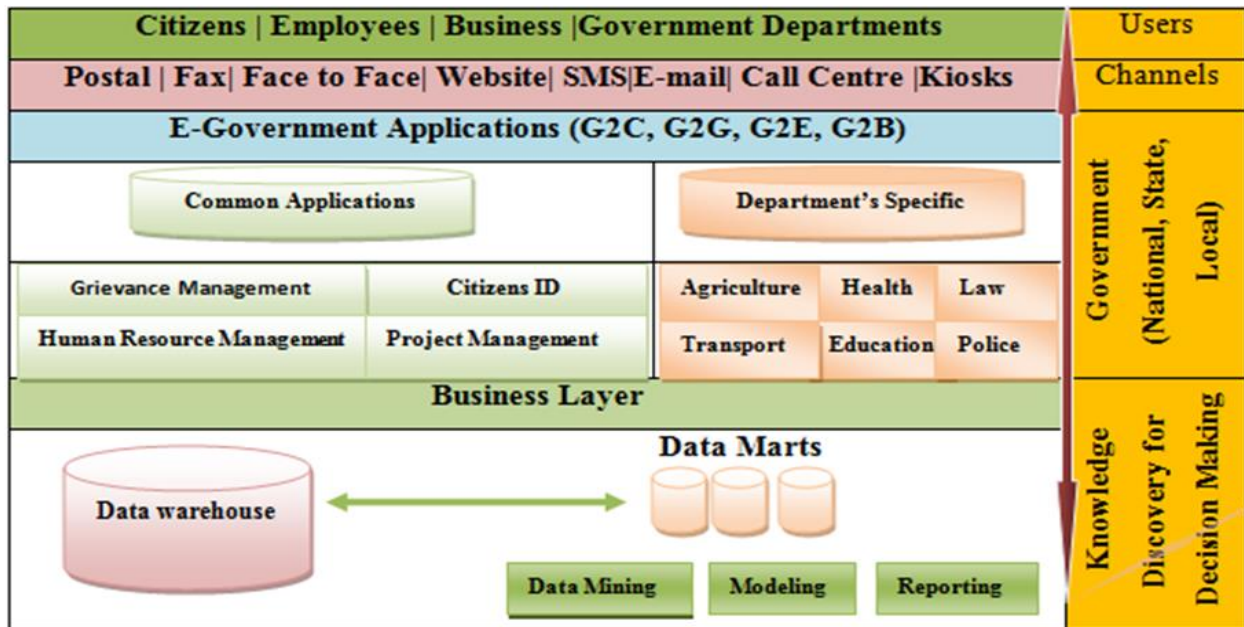 Citizens | Employees | Business |Government Departments
Users
Postal | Fax| Face to Face| Website| SMS|E-mail| Call Centre |Kiosks
Channels
E-Government Applications (G2C, G2G, G2E, G2B)
Common Applications
Department's Specific
Grievance Management
Citizens ID
Human Resource Management
Project Management
Agriculture
Health
Law
Transport
Education
Police
Government
(National, State,
Local)
Business Layer
Data warehouse
Data Marts
Data Mining
Modeling
Reporting
Knowledge
Discovery for
Decision Making